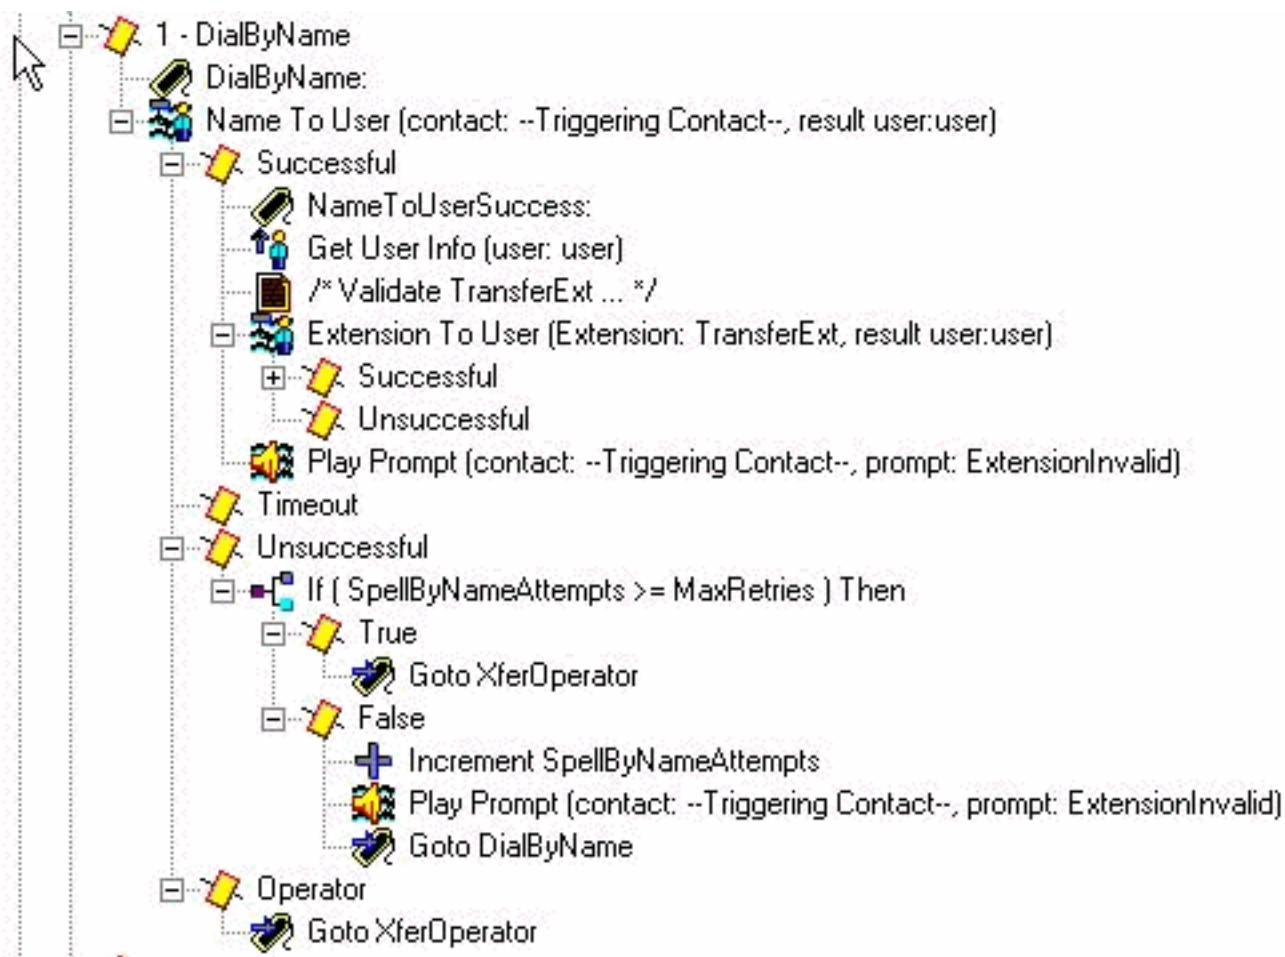 1 - DialByName
DialByName:
Name To User (contact: --Triggering Contact--, result user:user)
Successful
NameToUserSuccess:
Get User Info (user: user)
/* Validate TransferExt ... */
Extension To User (Extension: TransferExt, result user:user)
Successful
Unsuccessful
Play Prompt (contact: --Triggering Contact--, prompt: ExtensionInvalid)
Timeout
Unsuccessful
If ( SpellByNameAttempts >= MaxRetries ) Then
True
Goto XferOperator
False
Increment SpellByNameAttempts
Play Prompt (contact: --Triggering Contact--, prompt: ExtensionInvalid)
Goto DialByName
Operator
Goto XferOperator